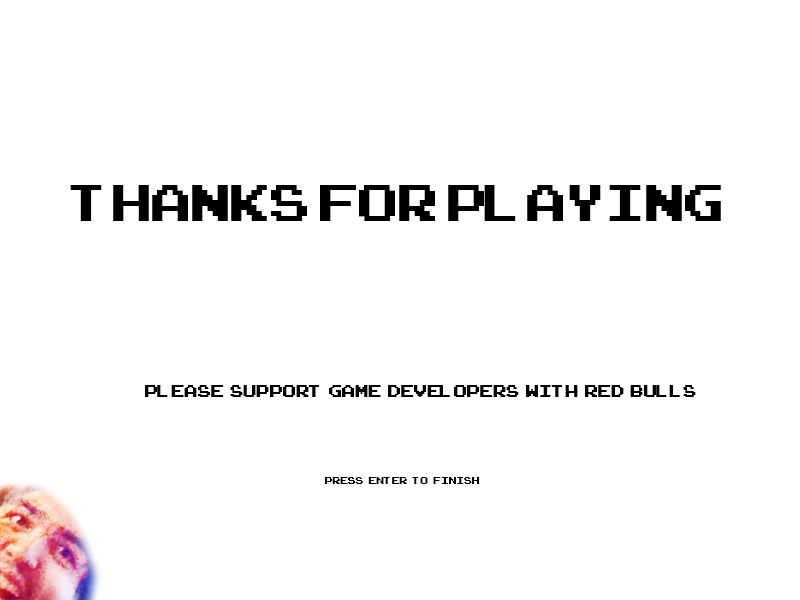 THANKS FOR PLAYING
PLEASE SUPPORT GAME DEVELOPERS WITH RED BULLS
PRESS ENTER TO FINISH